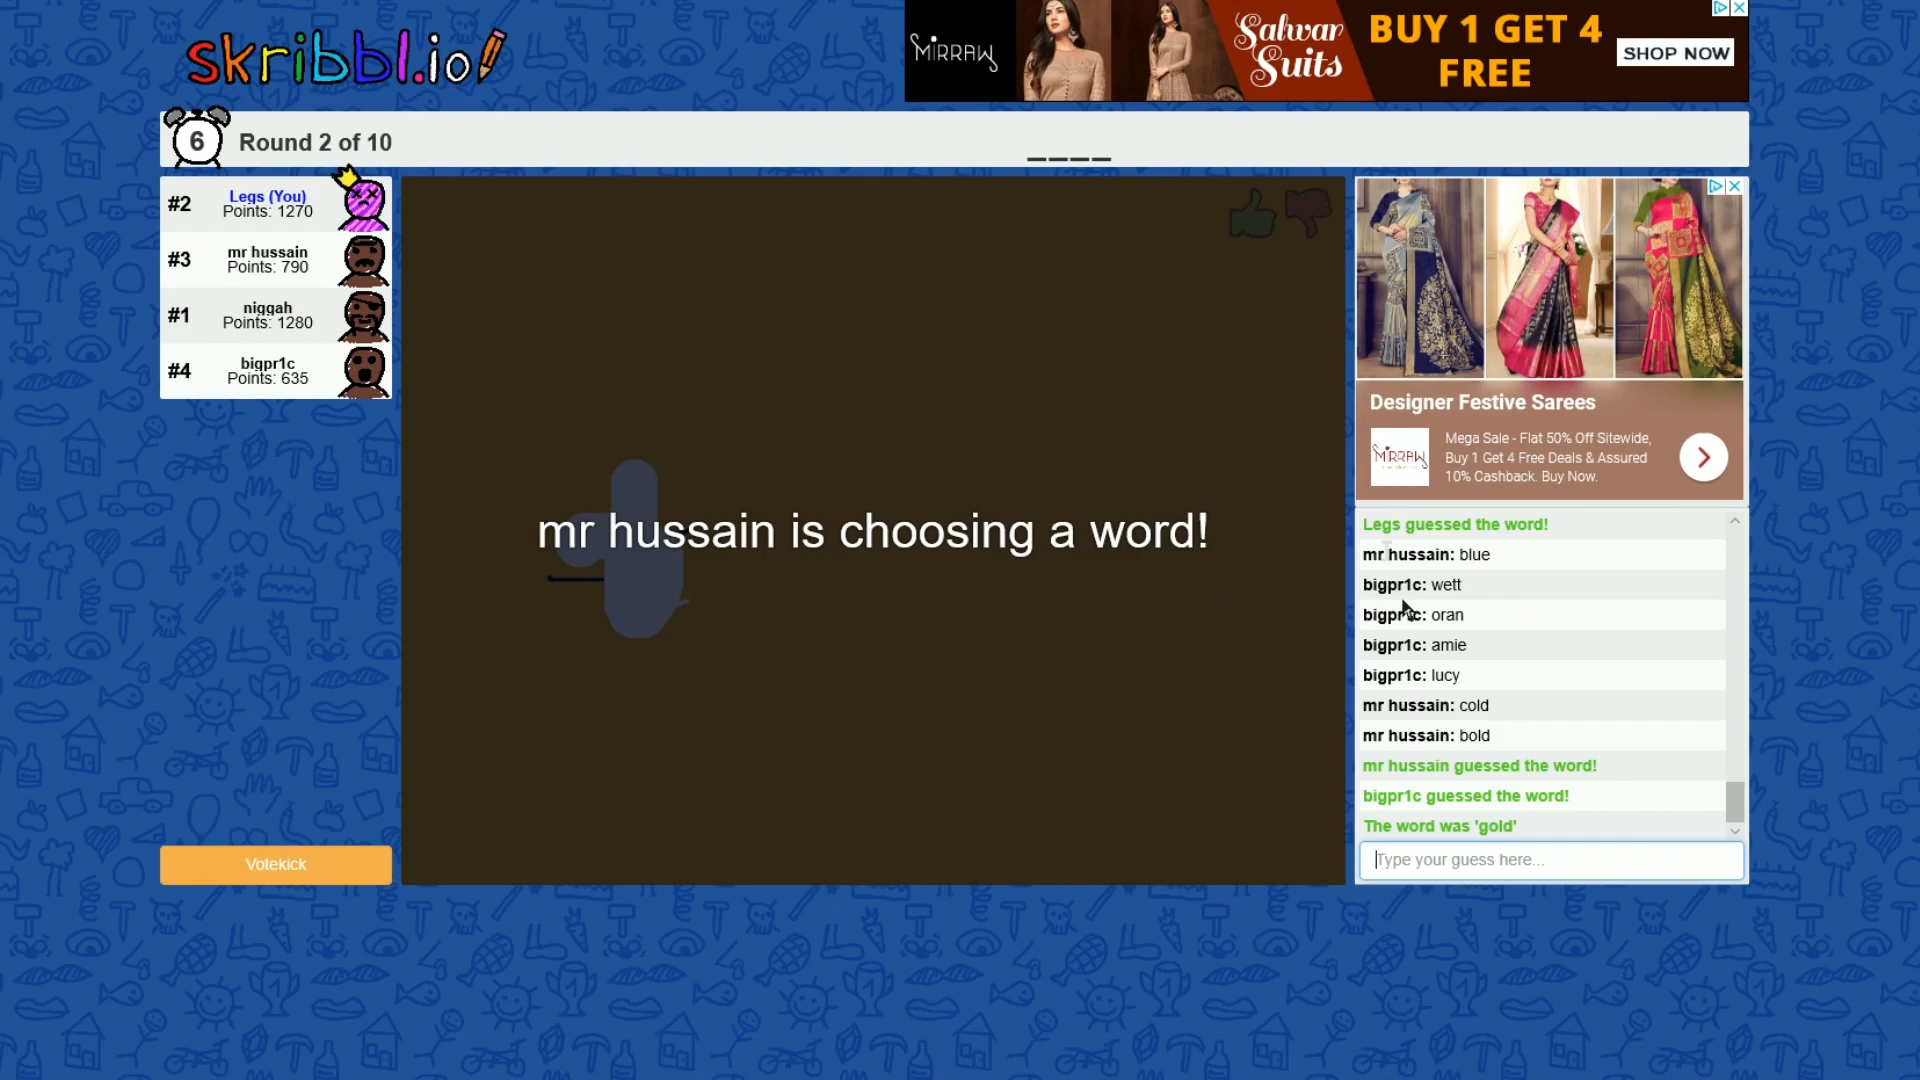 skribbl.io
MIRRAW
Salwar
Suits
BUY 1 GET 4
FREE
SHOP NOW
6
Round 2 of 10
_ _ _ _
#2
Legs (You)
Points: 1270
#3
mr hussain
Points: 790
#1
niggah
Points: 1280
#4
bigpr1c
Points: 635
Votekick
mr hussain is choosing a word!
Designer Festive Sarees
MIRRAW
Mega Sale - Flat 50% Off Sitewide,
Buy 1 Get 4 Free Deals & Assured
10% Cashback. Buy Now.
Legs guessed the word!
mr hussain: blue
bigpr1c: wett
bigpr1c: oran
bigpr1c: amie
bigpr1c: lucy
mr hussain: cold
mr hussain: bold
mr hussain guessed the word!
bigpr1c guessed the word!
The word was 'gold'
Type your guess here...